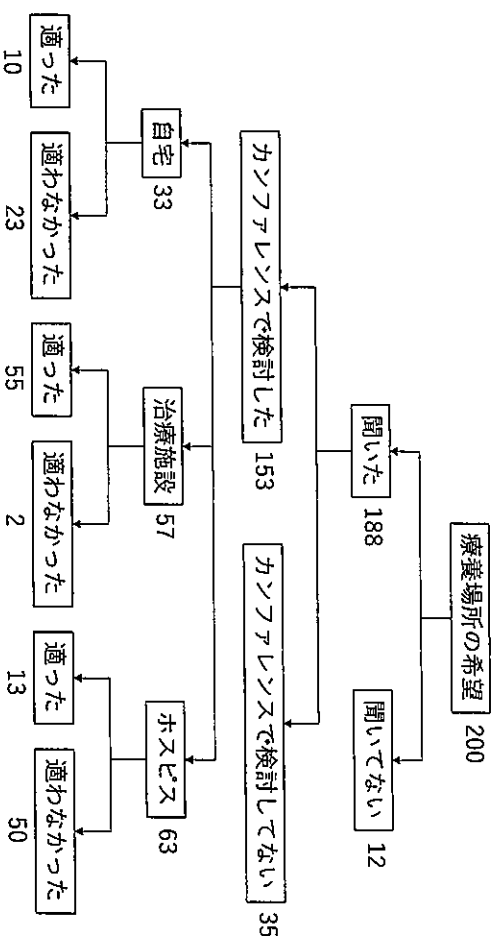 療養場所の希望 200
聞いた 188
聞いてない 12
カンファレンスで検討した 153
カンファレンスで検討してない 35
自宅 33
治療施設 57
ホスピス 63
適った 適わなかった 適った 適わなかった 適った 適わなかった
10 23 55 2 13 50